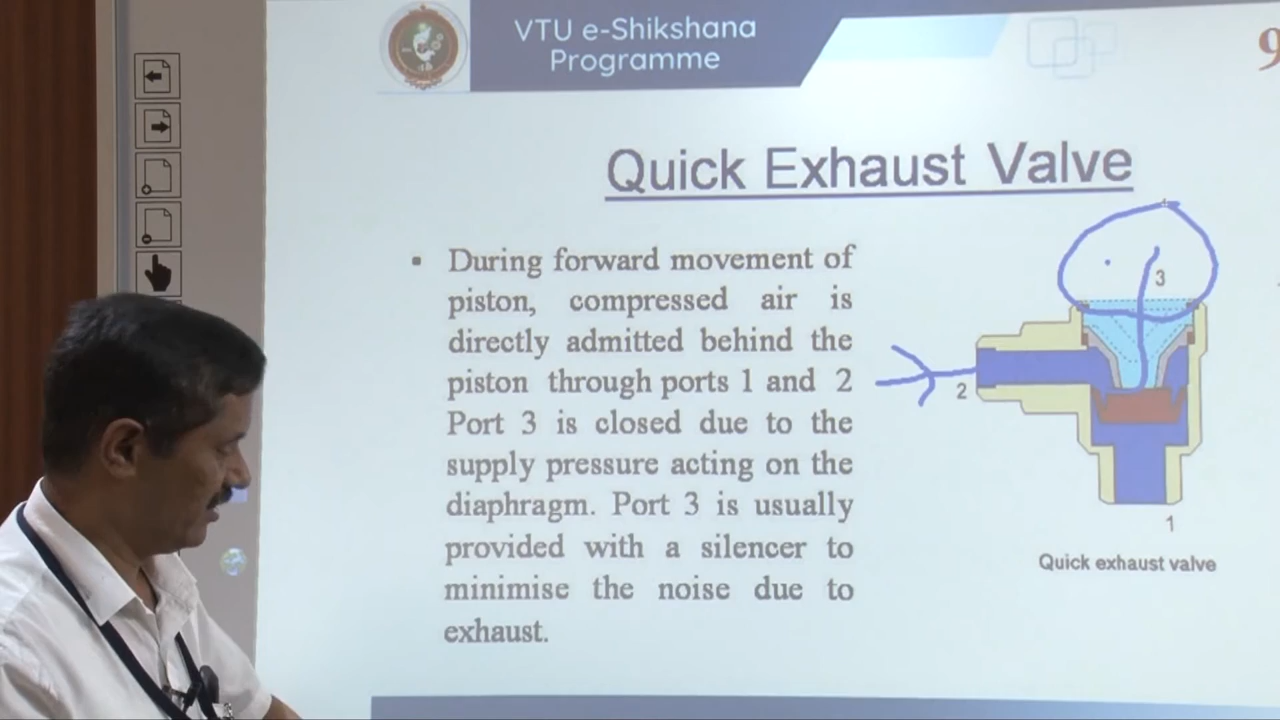 VTU e-Shikshana
Programme
9
Quick Exhaust Valve
▪ During forward movement of
piston, compressed air is
directly admitted behind the
piston through ports 1 and 2
Port 3 is closed due to the
supply pressure acting on the
diaphragm. Port 3 is usually
provided with a silencer to
minimise the noise due to
exhaust.
3
2
1
Quick exhaust valve